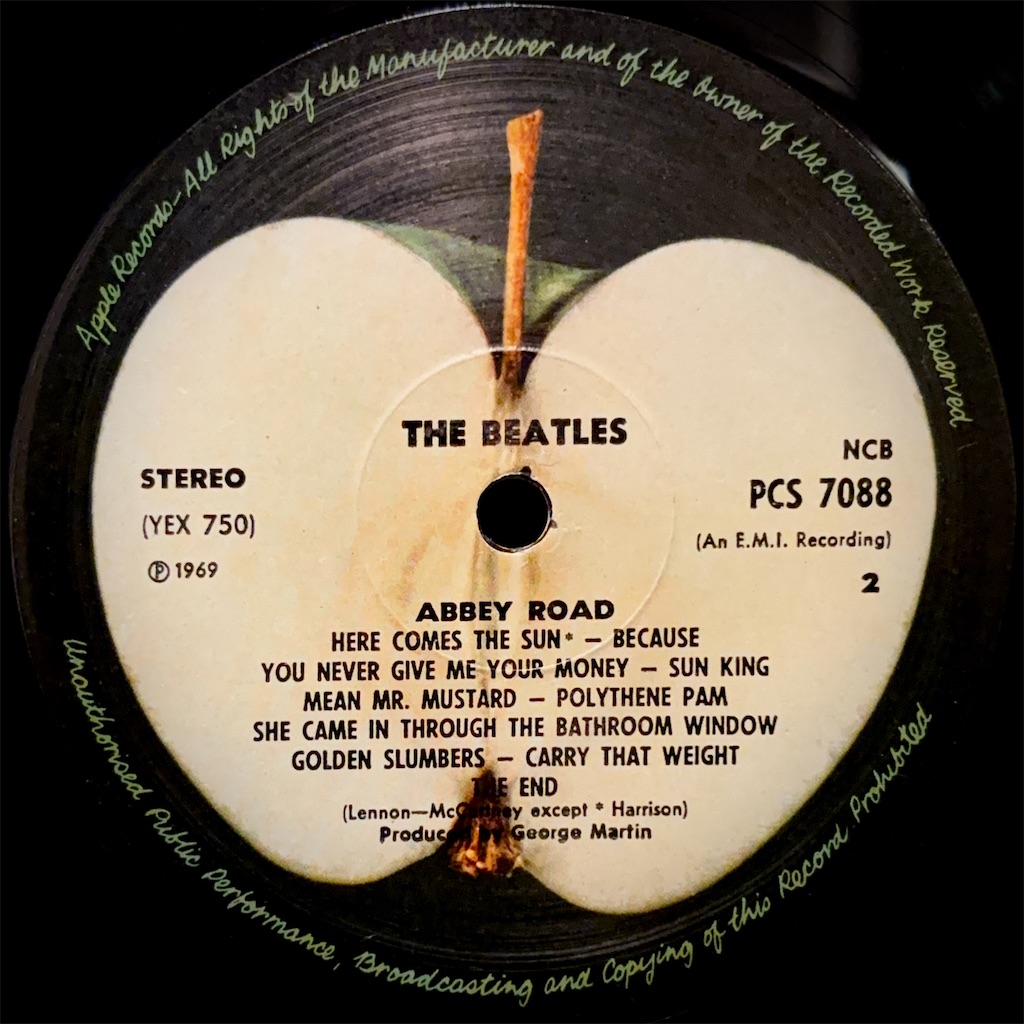 Apple Records-All Rights of the Manufacturer and of the Owner of the Recorded Work Reserved
THE BEATLES
STEREO
(YEX 750)
℗ 1969
NCB
PCS 7088
(An E.M.I. Recording)
2
ABBEY ROAD
HERE COMES THE SUN* — BECAUSE
YOU NEVER GIVE ME YOUR MONEY — SUN KING
MEAN MR. MUSTARD — POLYTHENE PAM
SHE CAME IN THROUGH THE BATHROOM WINDOW
GOLDEN SLUMBERS — CARRY THAT WEIGHT
THE END
(Lennon—McCartney except * Harrison)
Produced by George Martin
Unauthorised Public Performance, Broadcasting and Copying of this Record Prohibited